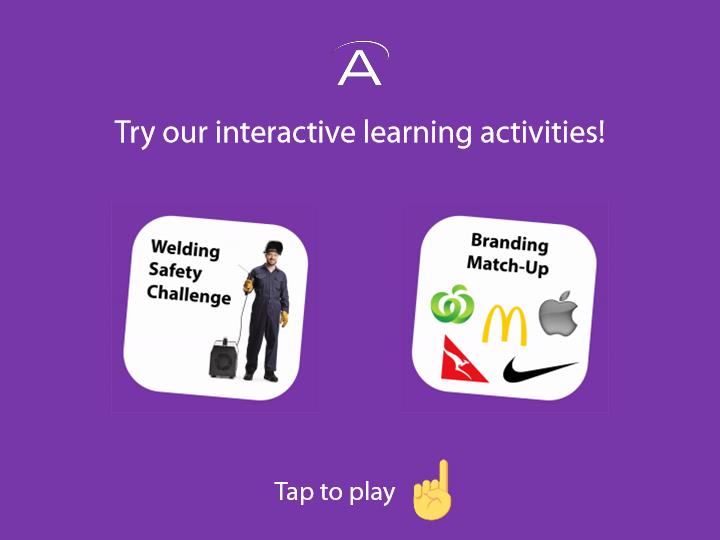 A
Try our interactive learning activities!
Welding
Safety
Challenge
Branding
Match-Up
Tap to play